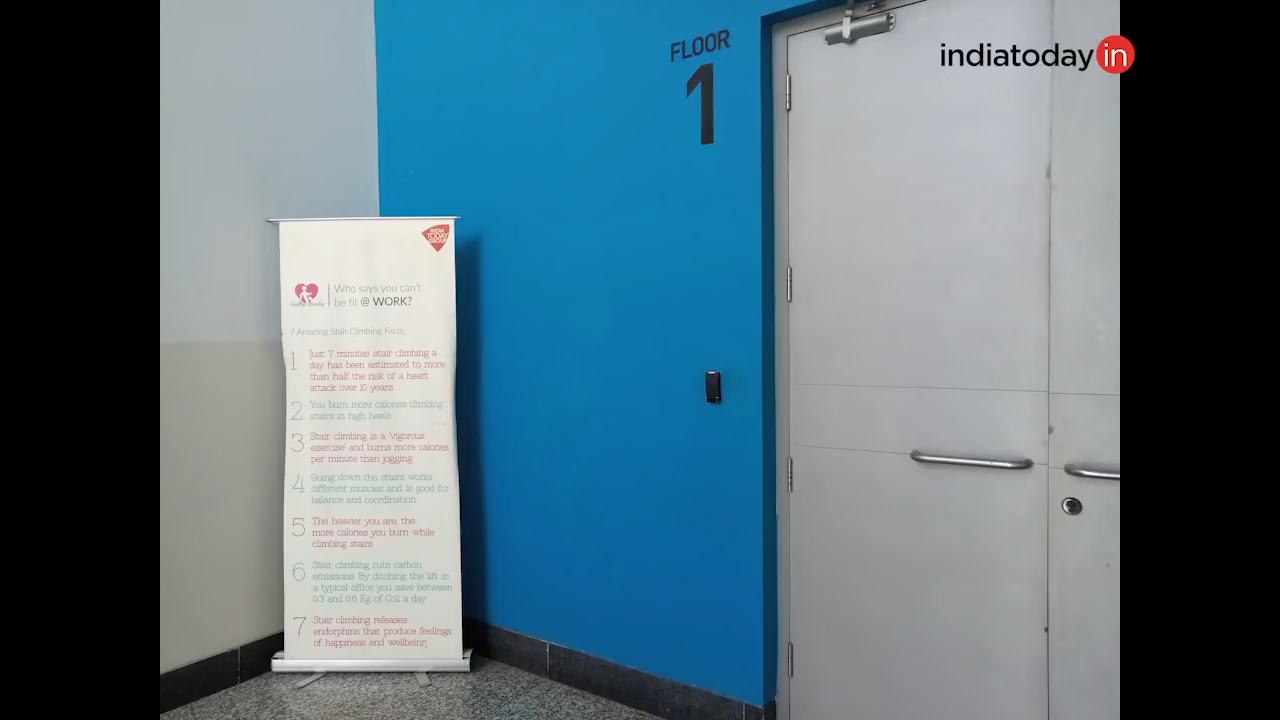 indiatoday in
FLOOR
1
INDIA
TODAY
GROUP
Who says you can't
be fit @ WORK?
7 Amazing Stair Climbing Facts:
1 Just 7 minutes stair climbing a
day has been estimated to more
than half the risk of a heart
attack over 10 years
2 You burn more calories climbing
stairs in high heels
3 Stair climbing is a 'vigorous
exercise' and burns more calories
per minute than jogging
4 Going down the stairs works
different muscles and is good for
balance and coordination
5 The heavier you are, the
more calories you burn while
climbing stairs
6 Stair climbing cuts carbon
emissions. By ditching the lift in
a typical office you save between
0.3 and 0.6 Kg of Co2 a day
7 Stair climbing releases
endorphins that produce feelings
of happiness and wellbeing